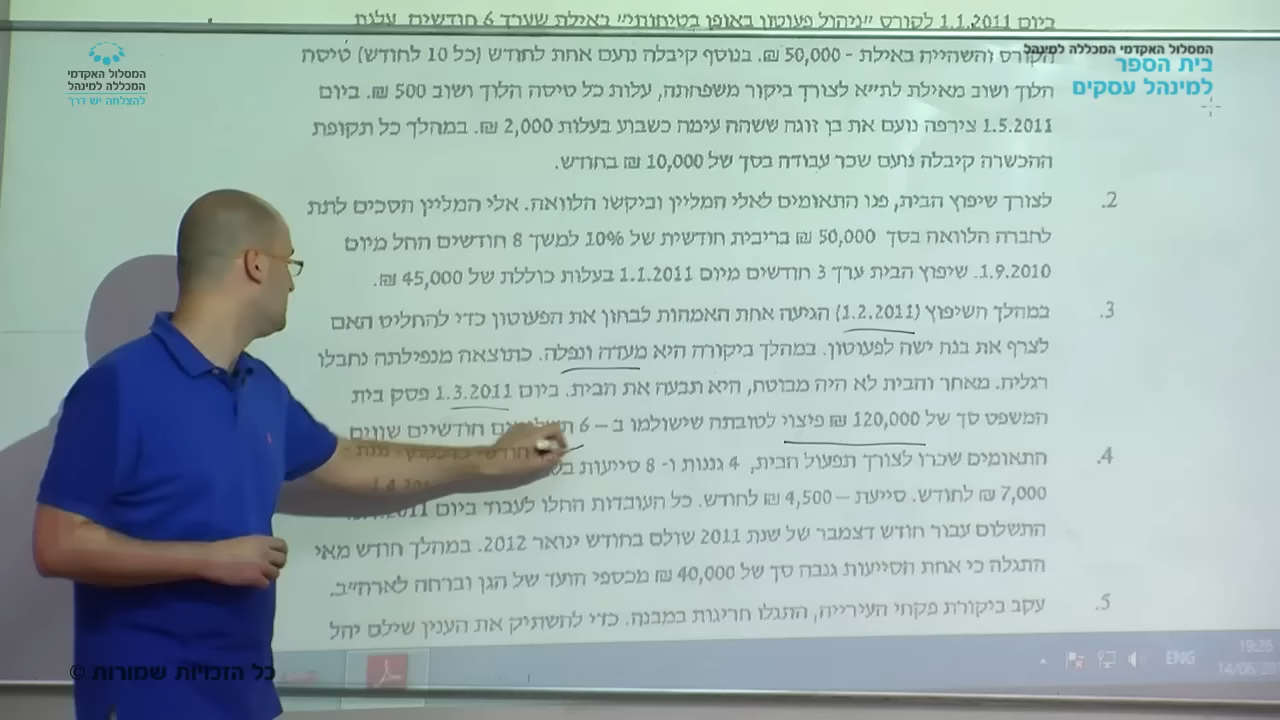 ביום 1.1.2011 לקורס "ניהול פעוטון באופן בטיחותי" באילת שערך 6 חודשים. עלות
הקורס והשהייה באילת - 50,000 ₪. בנוסף קיבלה נועם אחת לחודש (כל 10 לחודש) טיסת
הלוך ושוב מאילת לת"א לצורך ביקור משפחתה, עלות כל טיסה הלוך ושוב 500 ₪. ביום
1.5.2011 צירפה נועם את בן זוגה ששהה עימה כשבוע בעלות 2,000 ₪. במהלך כל תקופת
ההכשרה קיבלה נועם שכר עבודה בסך של 10,000 ₪ בחודש.
2. לצורך שיפוץ הבית, פנו התאומים לאלי המליין וביקשו הלוואה. אלי המליין הסכים לתת
לחברה הלוואה בסך 50,000 ₪ בריבית חודשית של 10% למשך 8 חודשים החל מיום
1.9.2010. שיפוץ הבית ערך 3 חודשים מיום 1.1.2011 בעלות כוללת של 45,000 ₪.
3. במהלך השיפוץ (1.2.2011) הגיעה אחת האמהות לבחון את הפעוטון כדי להחליט האם
לצרף את בנת ישה לפעוטון. במהלך ביקורה היא מעדה ונפלה. כתוצאה מנפילתה נחבלו
רגליה. מאחר והבית לא היה מבוטח, היא תבעה את הבית. ביום 1.3.2011 פסק בית
המשפט סך של 120,000 ₪ פיצוי לטובתה שישולמו ב – 6 חודשיים שווים
4. התאומים שכרו לצורך תפעול הבית, 4 גננות ו- 8 סייעות
7,000 ₪ לחודש. סייעת – 4,500 ₪ לחודש. כל העובדות החלו לעבוד ביום
התשלום עבור חודש דצמבר של שנת 2011 שולם בחודש ינואר 2012. במהלך חודש מאי
התגלה כי אחת הסייעות גנבה סך של 40,000 ₪ מכספי הועד של הגן וברחה לארה"ב.
5. עקב ביקורת פקחי העירייה, התגלו חריגות במבנה. כדי להשתיק את הענין שילם יהל
המסלול האקדמי המכללה למינהל
בית הספר
למינהל עסקים
המסלול האקדמי
המכללה למינהל
להצלחה יש דרך
ENG
19:26
כל הזכויות שמורות ©